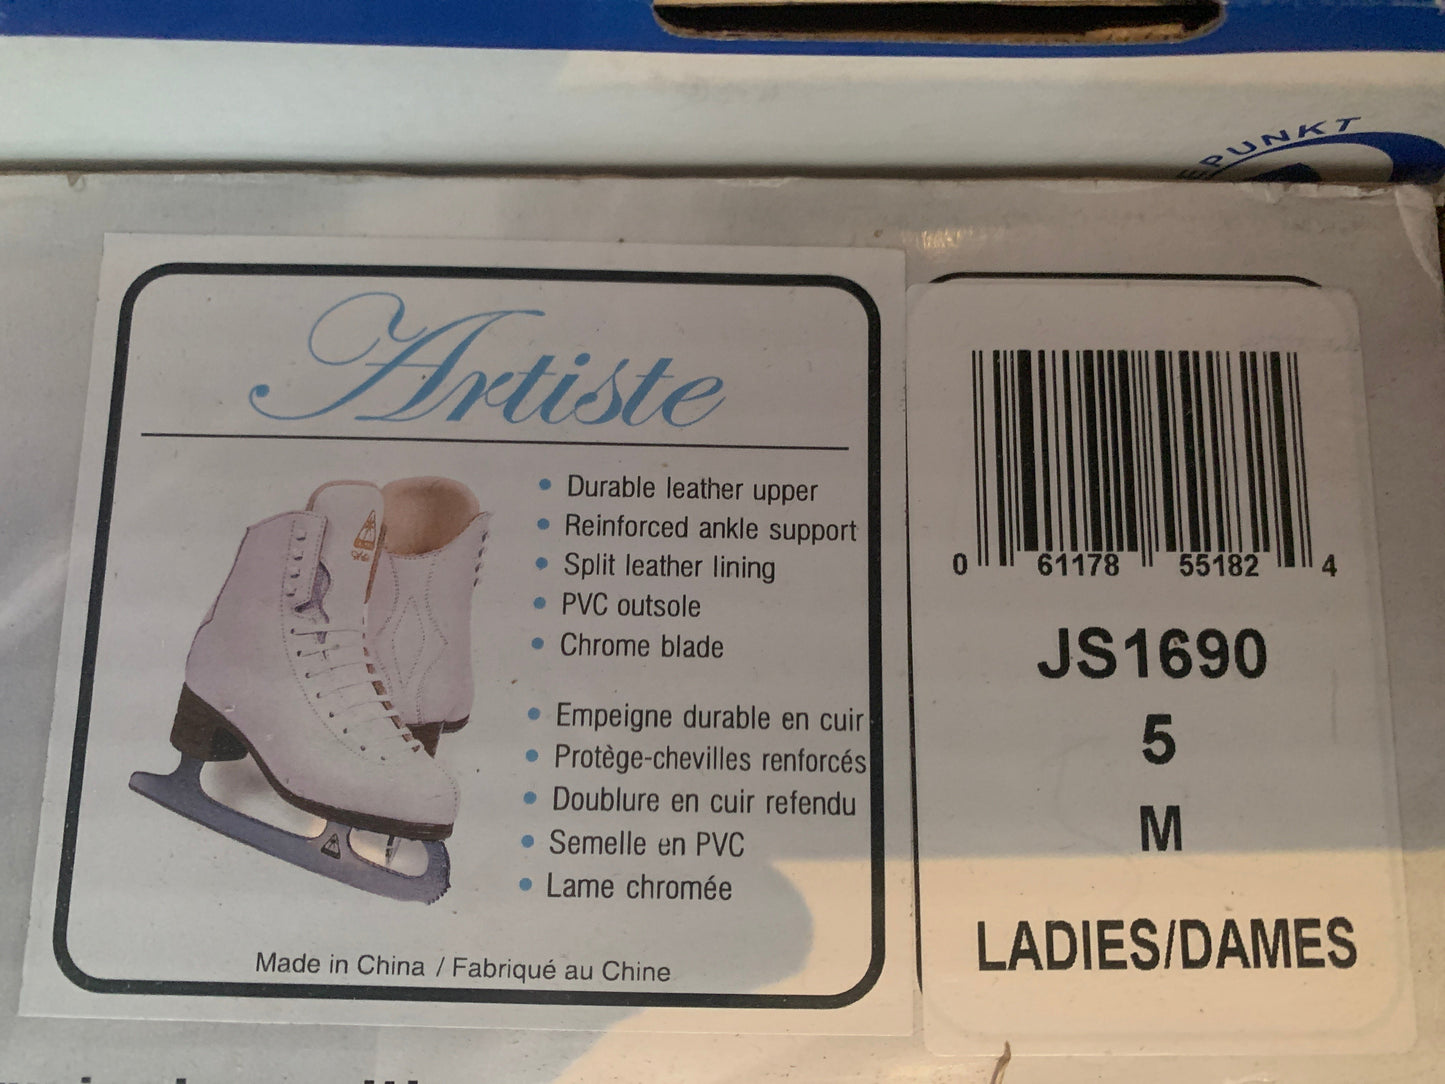 Artiste
• Durable leather upper
• Reinforced ankle support
• Split leather lining
• PVC outsole
• Chrome blade
• Empeigne durable en cuir
• Protège-chevilles renforcés
• Doublure en cuir refendu
• Semelle en PVC
• Lame chromée
Made in China / Fabriqué au Chine
0 61178 55182 4
JS1690
5
M
LADIES/DAMES